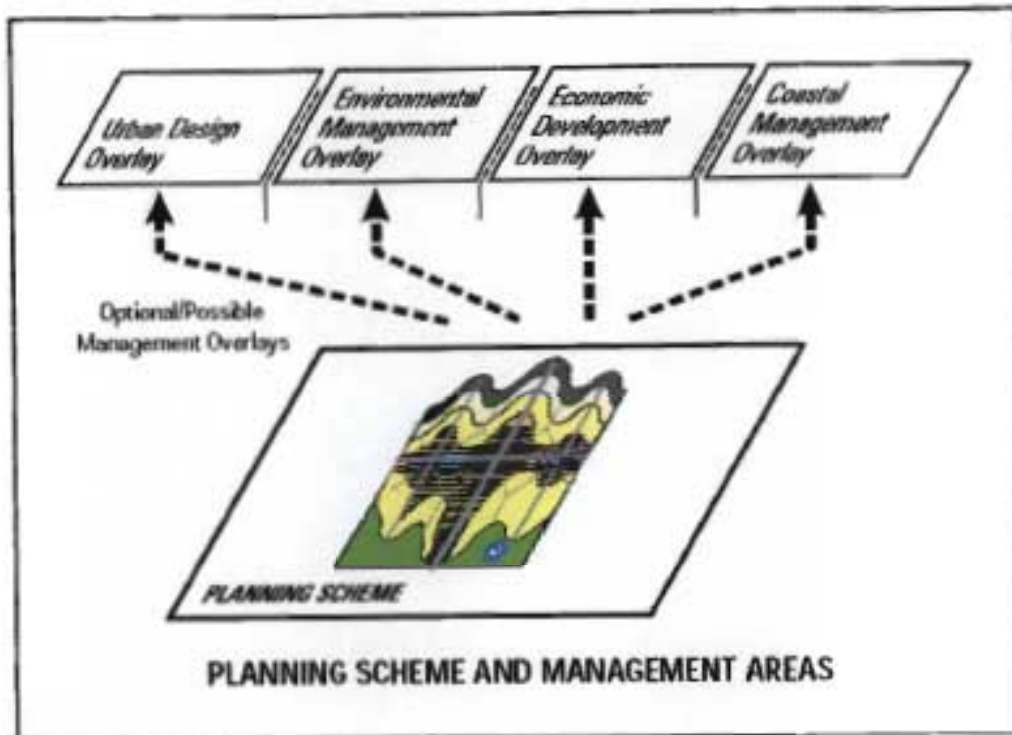 Urban Design
Overlay
Environmental
Management
Overlay
Economic
Development
Overlay
Coastal
Management
Overlay
Optional/Possible
Management Overlays
PLANNING SCHEME
PLANNING SCHEME AND MANAGEMENT AREAS